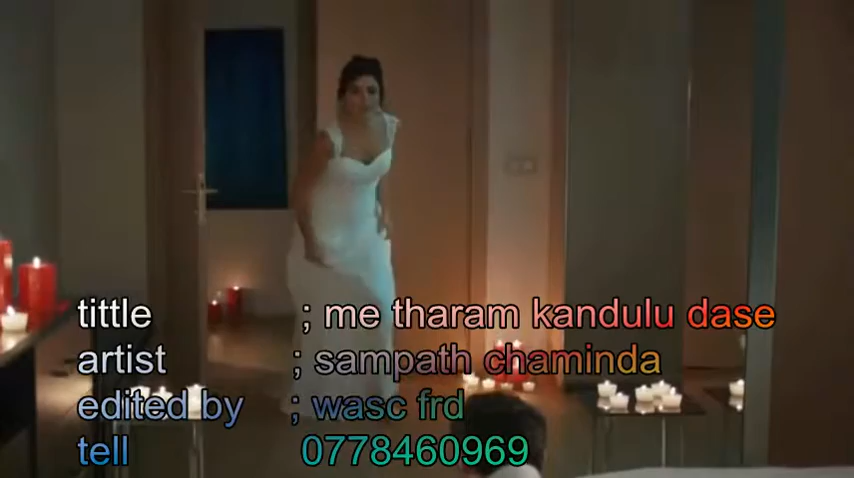 tittle ; me tharam kandulu dase
artist ; sampath chaminda
edited by ; wasc frd
tell 0778460969